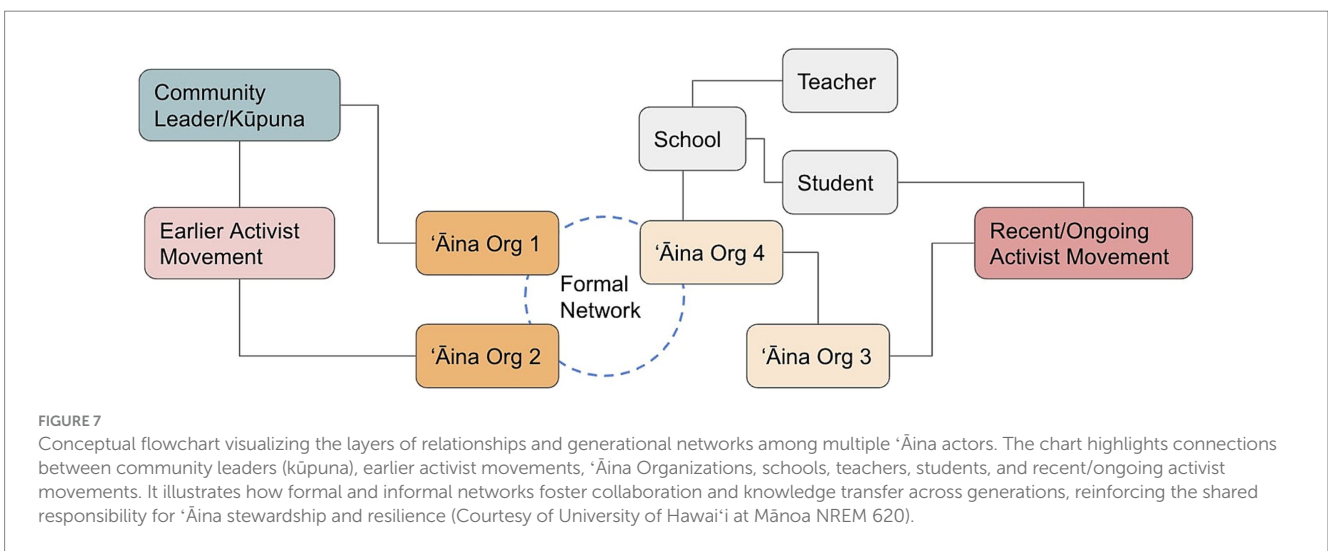 Community
Leader/Kūpuna
Teacher
School
Student
Earlier Activist
Movement
ʻĀina Org 1
ʻĀina Org 4
Recent/Ongoing
Activist Movement
Formal
Network
ʻĀina Org 2
ʻĀina Org 3
FIGURE 7
Conceptual flowchart visualizing the layers of relationships and generational networks among multiple ʻĀina actors. The chart highlights connections
between community leaders (kūpuna), earlier activist movements, ʻĀina Organizations, schools, teachers, students, and recent/ongoing activist
movements. It illustrates how formal and informal networks foster collaboration and knowledge transfer across generations, reinforcing the shared
responsibility for ʻĀina stewardship and resilience (Courtesy of University of Hawaiʻi at Mānoa NREM 620).